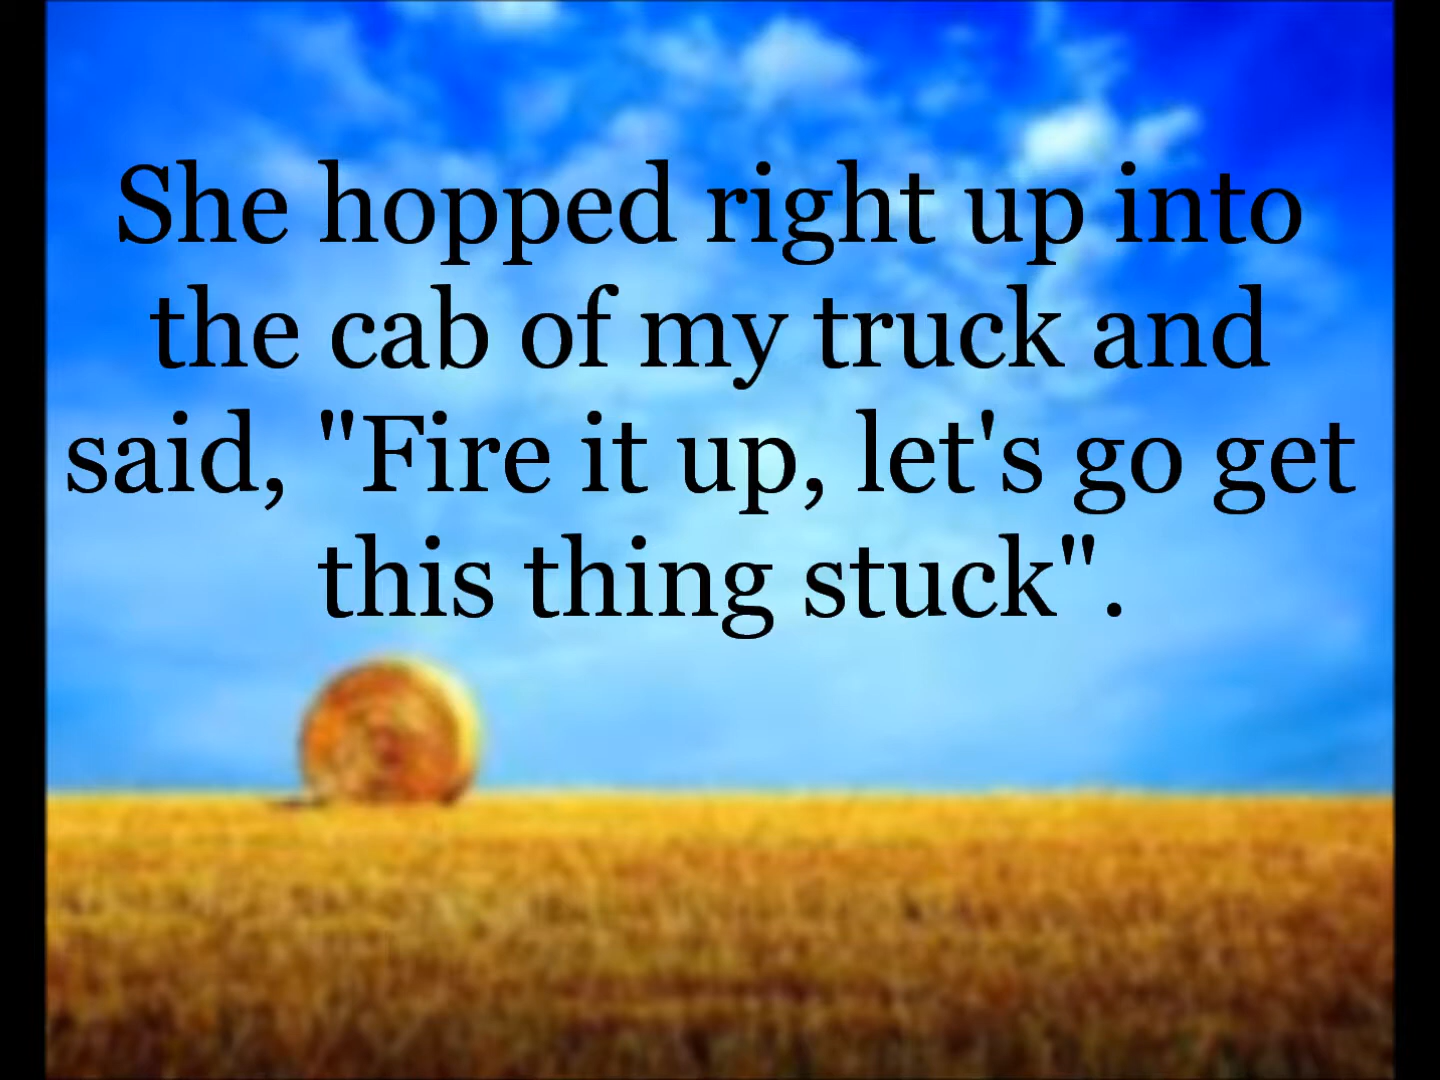 She hopped right up into
the cab of my truck and
said, "Fire it up, let's go get
this thing stuck".